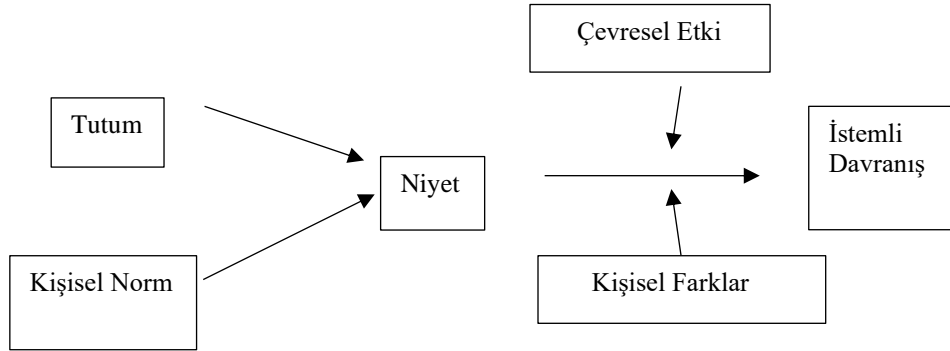 Çevresel Etki
Tutum
İstemli
Davranış
Niyet
Kişisel Norm
Kişisel Farklar